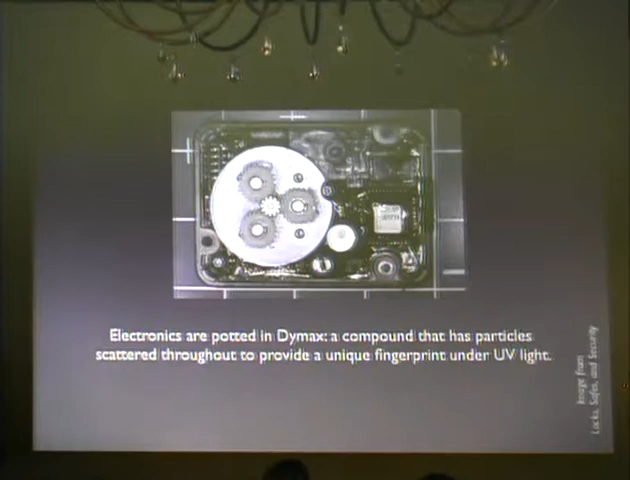 Electronics are potted in Dymax: a compound that has particles
scattered throughout to provide a unique fingerprint under UV light.
Image from
Locks, Safes, and Security